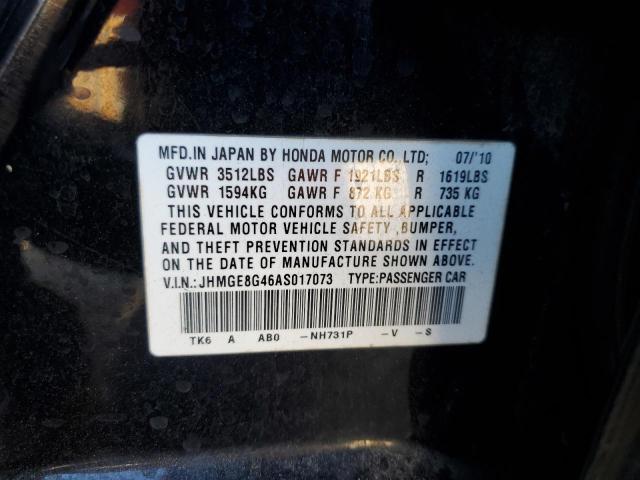 MFD.IN JAPAN BY HONDA MOTOR CO., LTD; 07/'10
GVWR 3512LBS GAWR F 1921LBS R 1619LBS
GVWR 1594KG GAWR F 872 KG R 735 KG
THIS VEHICLE CONFORMS TO ALL APPLICABLE
FEDERAL MOTOR VEHICLE SAFETY ,BUMPER,
AND THEFT PREVENTION STANDARDS IN EFFECT
ON THE DATE OF MANUFACTURE SHOWN ABOVE.
V.I.N.: JHMGE8G46AS017073 TYPE:PASSENGER CAR
TK6 A AB0 -NH731P -V -S